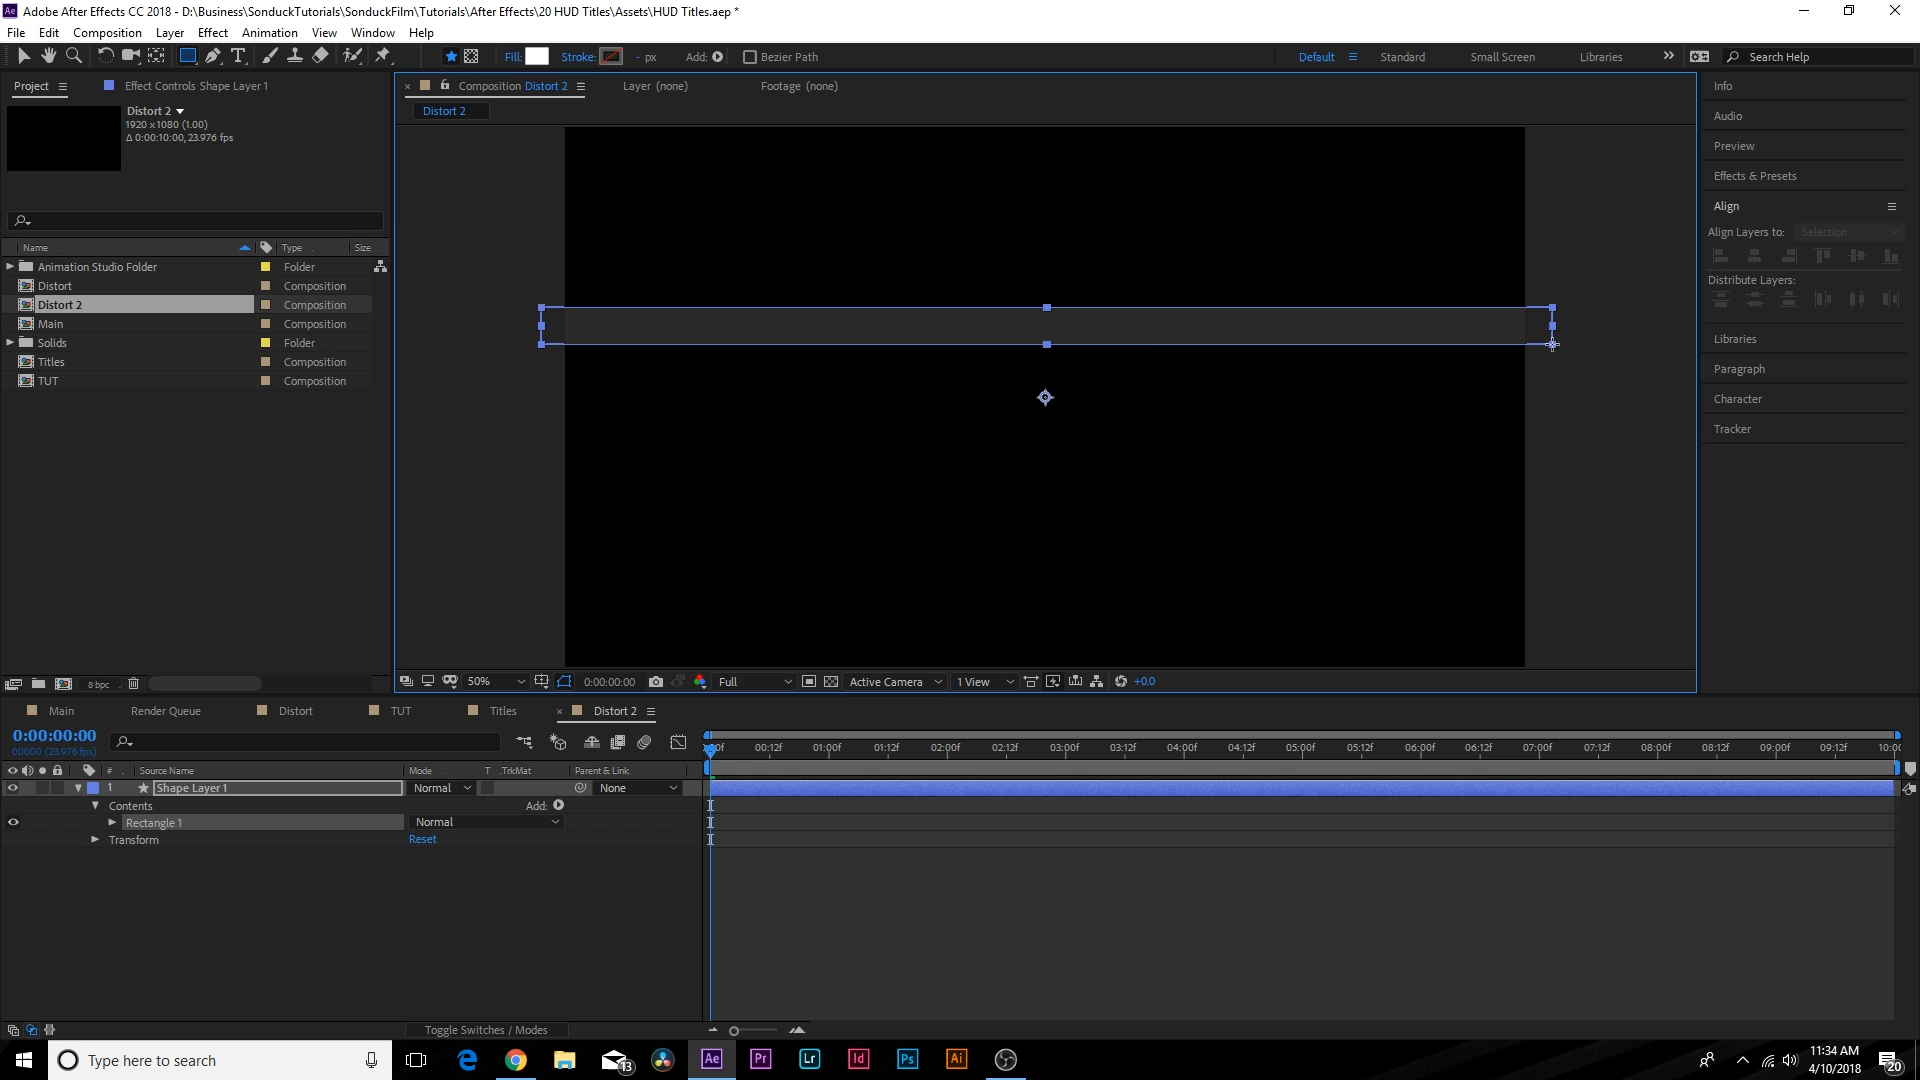 Adobe After Effects CC 2018 - D:\Business\SonduckTutorials\SonduckFilm\Tutorials\After Effects\20 HUD Titles\Assets\HUD Titles.aep *
File Edit Composition Layer Effect Animation View Window Help
Fill: Stroke: - px Add: Bezier Path Default Standard Small Screen Libraries Search Help
Project Effect Controls Shape Layer 1 Composition Distort 2 Layer (none) Footage (none)
Distort 2
1920 x 1080 (1.00)
Δ 0:00:10:00, 23.976 fps
Distort 2
Name Type Size
Animation Studio Folder Folder
Distort Composition
Distort 2 Composition
Main Composition
Solids Folder
Titles Composition
TUT Composition
Info
Audio
Preview
Effects & Presets
Align
Align Layers to: Selection
Distribute Layers:
Libraries
Paragraph
Character
Tracker
8 bpc
50% 0:00:00:00 Full Active Camera 1 View +0.0
Main Render Queue Distort TUT Titles Distort 2
0:00:00:00
00000 (23.976 fps)
00:12f 01:00f 01:12f 02:00f 02:12f 03:00f 03:12f 04:00f 04:12f 05:00f 05:12f 06:00f 06:12f 07:00f 07:12f 08:00f 08:12f 09:00f 09:12f
# Source Name Mode T .TrkMat Parent & Link
1 Shape Layer 1 Normal None
Contents Add:
Rectangle 1 Normal
Transform Reset
Toggle Switches / Modes
Type here to search
13
Ae Pr Lr Id Ps Ai
11:34 AM
4/10/2018
20